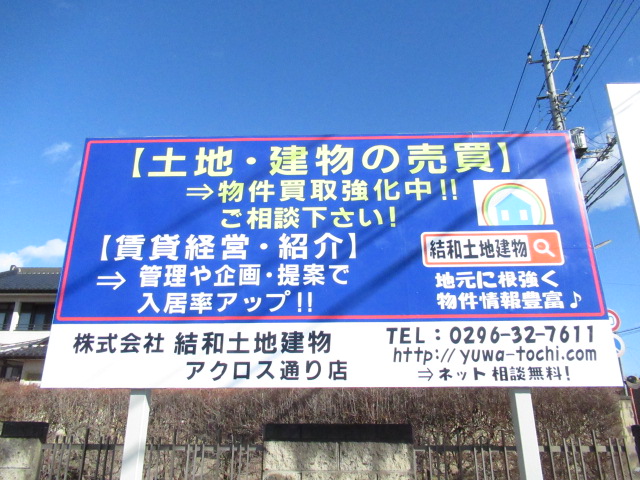 【土地・建物の売買】
⇒物件買取強化中!!
ご相談下さい!
【賃貸経営・紹介】
⇒ 管理や企画・提案で
入居率アップ!!
結和土地建物
地元に根強く
物件情報豊富♪
株式会社 結和土地建物
アクロス通り店
TEL:0296-32-7611
http://yuwa-tochi.com
⇒ネット相談無料!